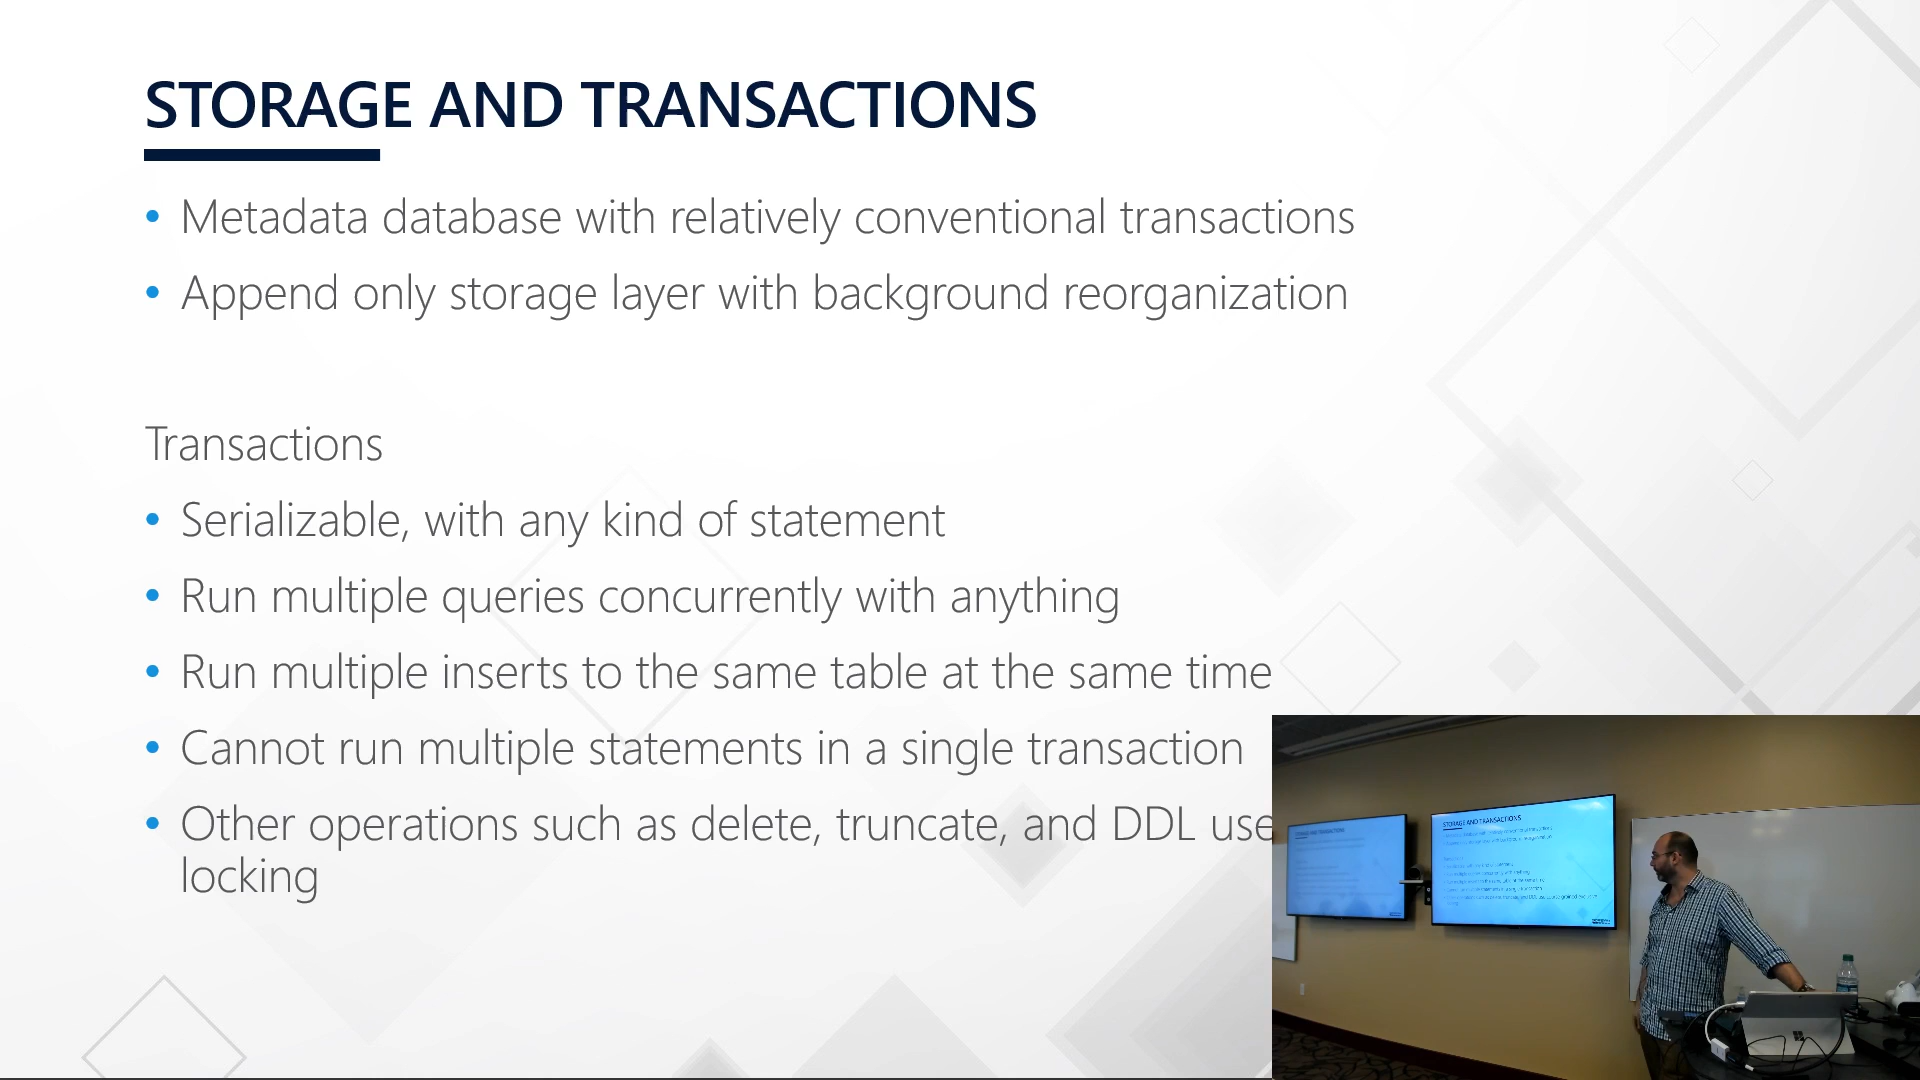 STORAGE AND TRANSACTIONS
Metadata database with relatively conventional transactions
Append only storage layer with background reorganization
Transactions
Serializable, with any kind of statement
Run multiple queries concurrently with anything
Run multiple inserts to the same table at the same time
Cannot run multiple statements in a single transaction
Other operations such as delete, truncate, and DDL use
locking
STORAGE AND TRANSACTIONS